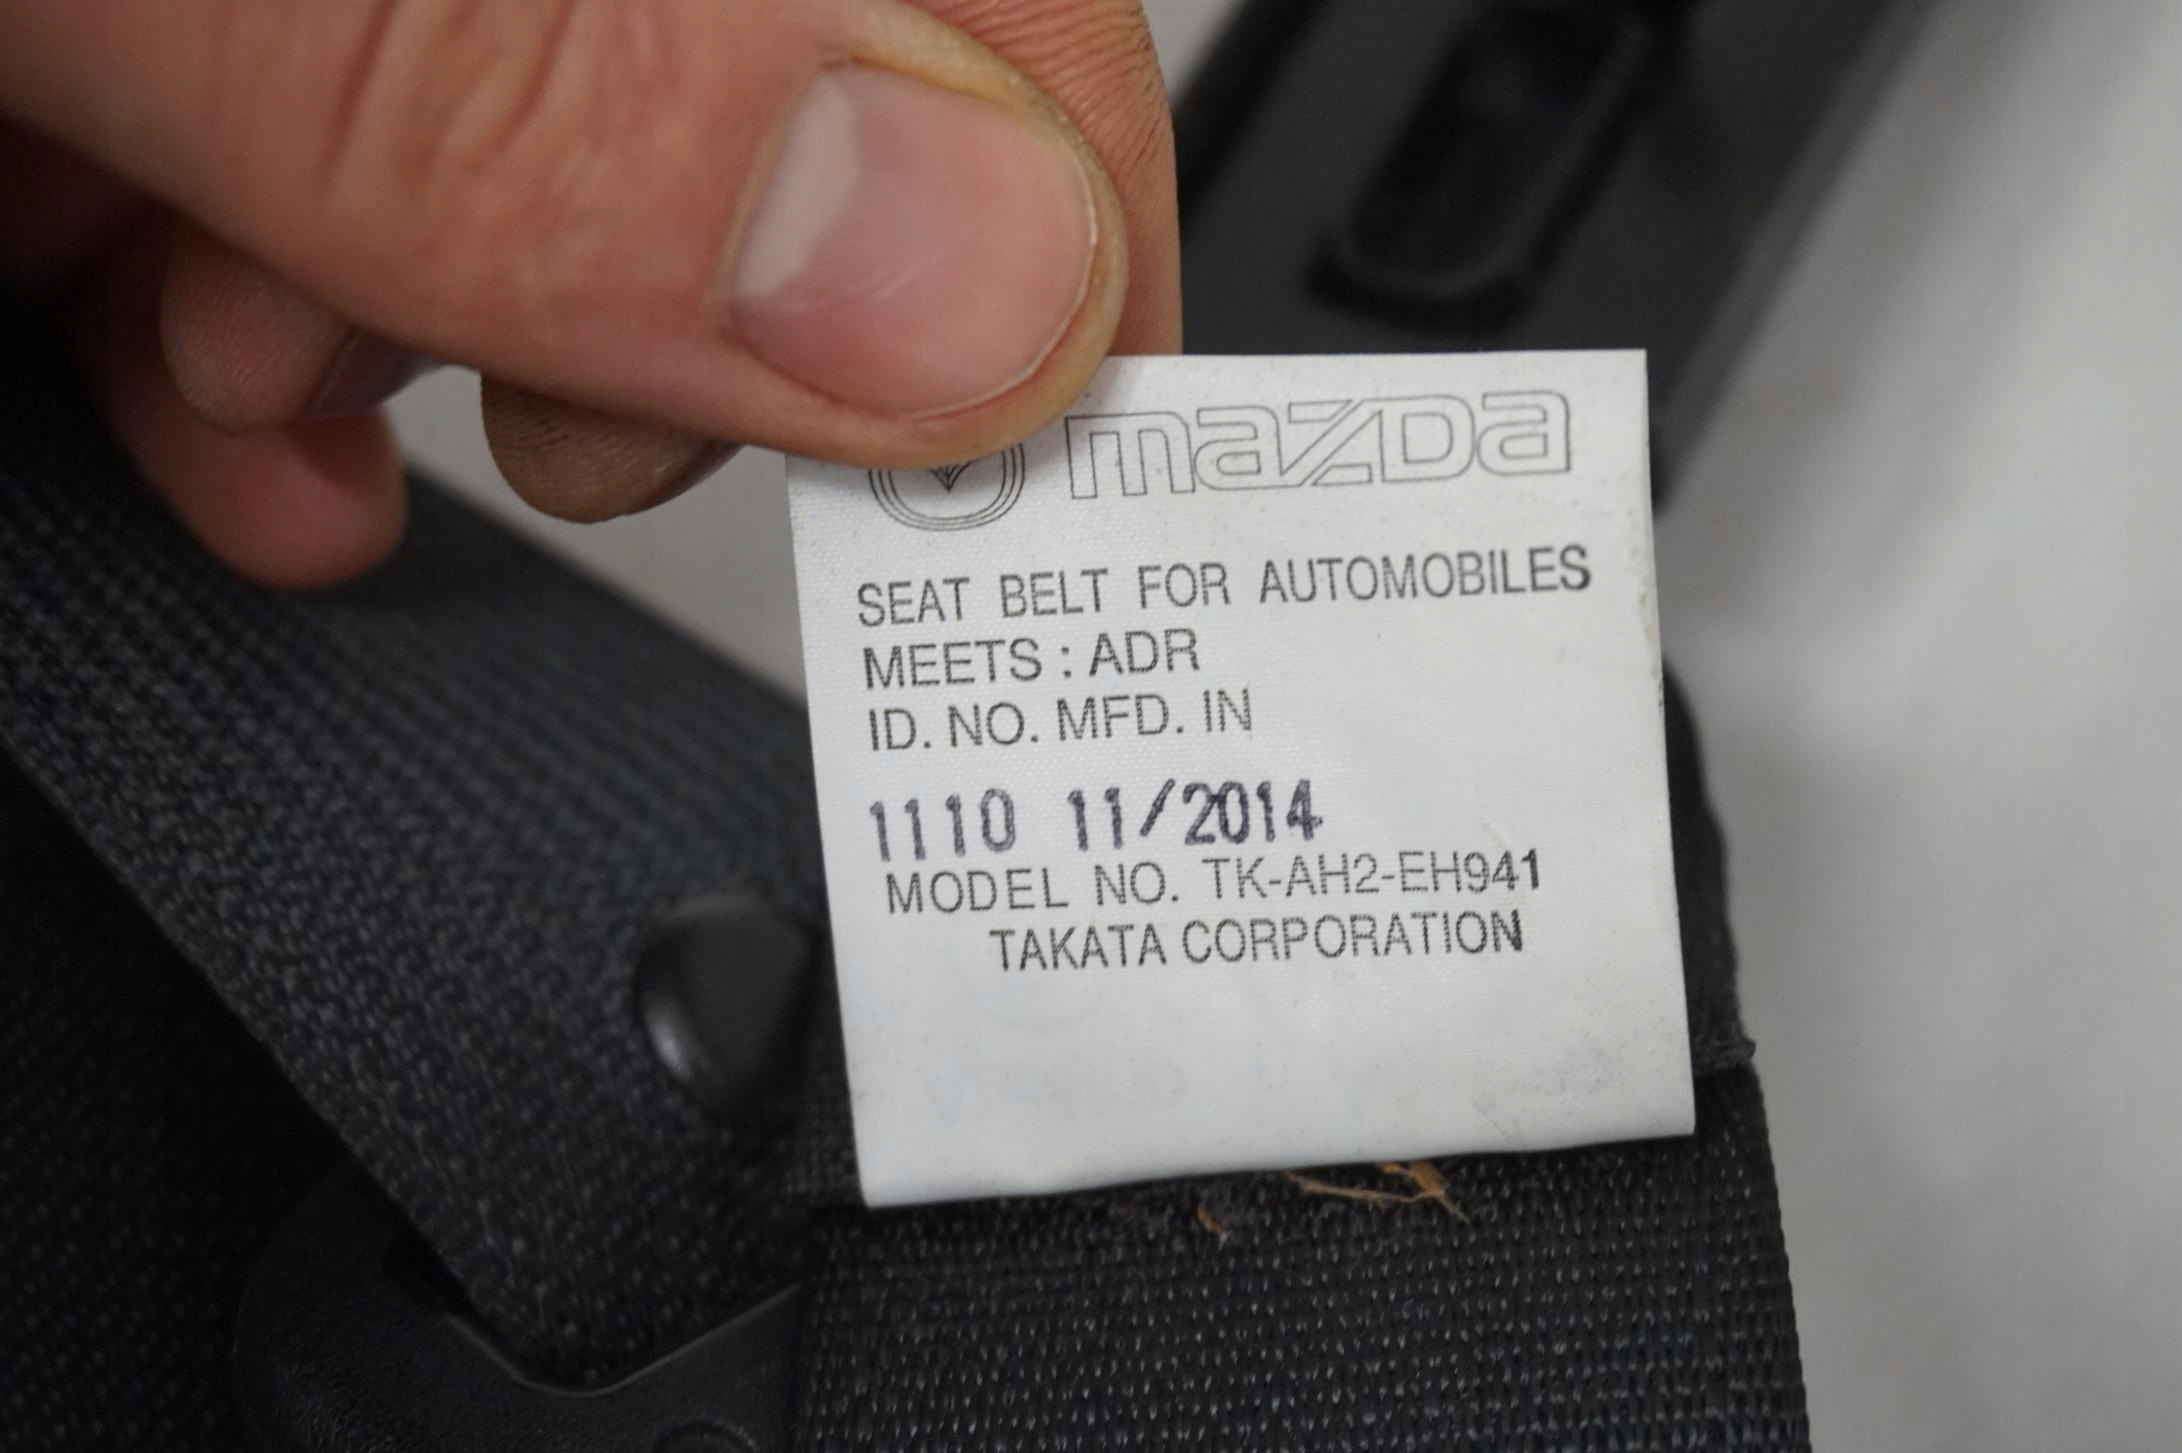 mazda
SEAT BELT FOR AUTOMOBILES
MEETS : ADR
ID. NO. MFD. IN
1110 11/2014
MODEL NO. TK-AH2-EH941
TAKATA CORPORATION